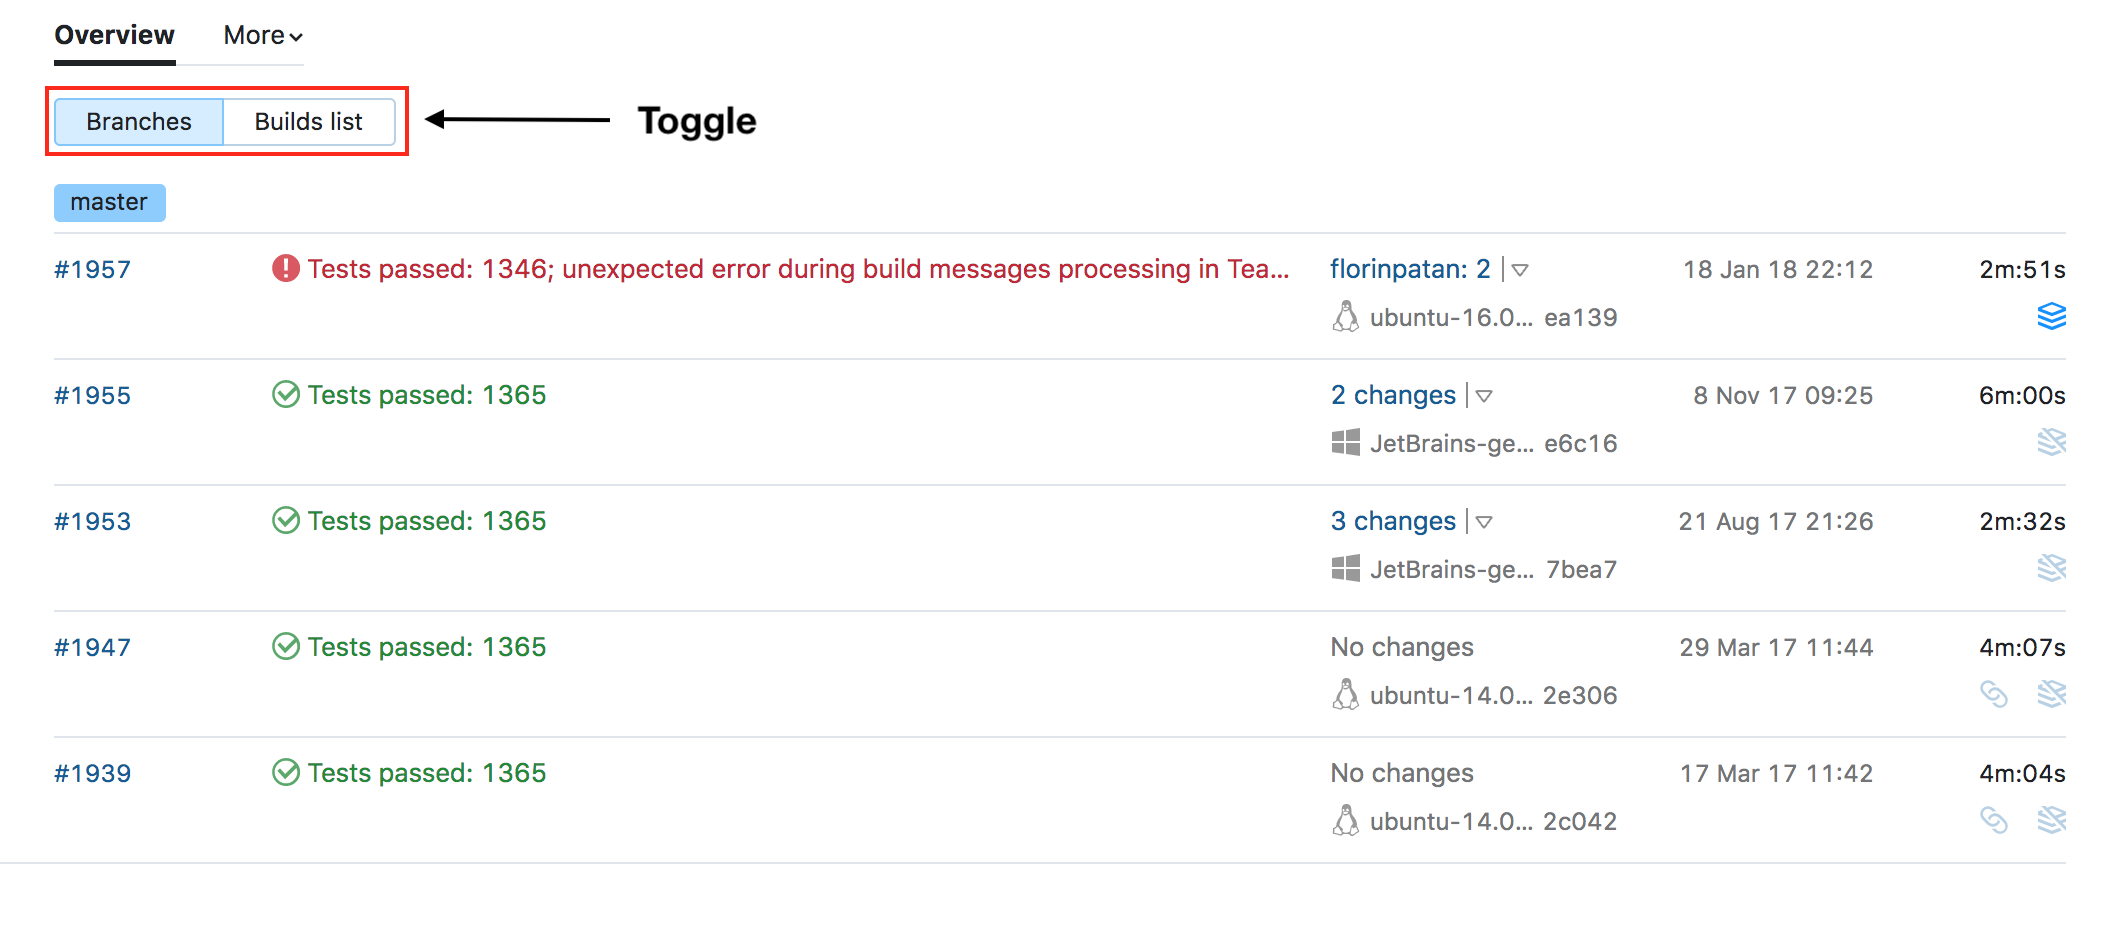 Overview More
Branches Builds list Toggle
master
#1957 Tests passed: 1346; unexpected error during build messages processing in Tea... florinpatan: 2 18 Jan 18 22:12 2m:51s
ubuntu-16.0... ea139
#1955 Tests passed: 1365 2 changes 8 Nov 17 09:25 6m:00s
JetBrains-ge... e6c16
#1953 Tests passed: 1365 3 changes 21 Aug 17 21:26 2m:32s
JetBrains-ge... 7bea7
#1947 Tests passed: 1365 No changes 29 Mar 17 11:44 4m:07s
ubuntu-14.0... 2e306
#1939 Tests passed: 1365 No changes 17 Mar 17 11:42 4m:04s
ubuntu-14.0... 2c042